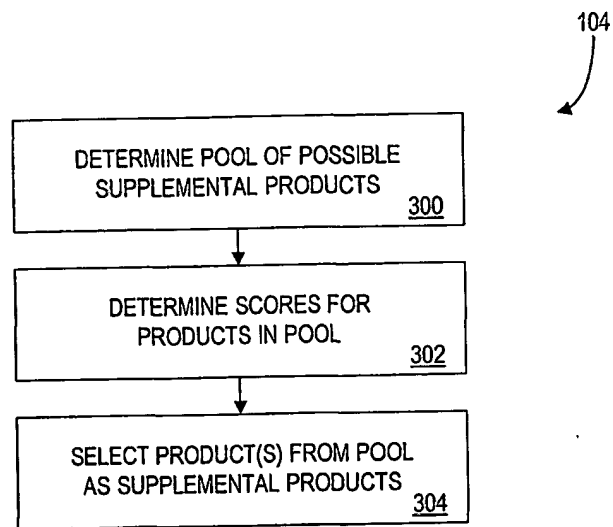 104
DETERMINE POOL OF POSSIBLE
SUPPLEMENTAL PRODUCTS
300
DETERMINE SCORES FOR
PRODUCTS IN POOL
302
SELECT PRODUCT(S) FROM POOL
AS SUPPLEMENTAL PRODUCTS
304